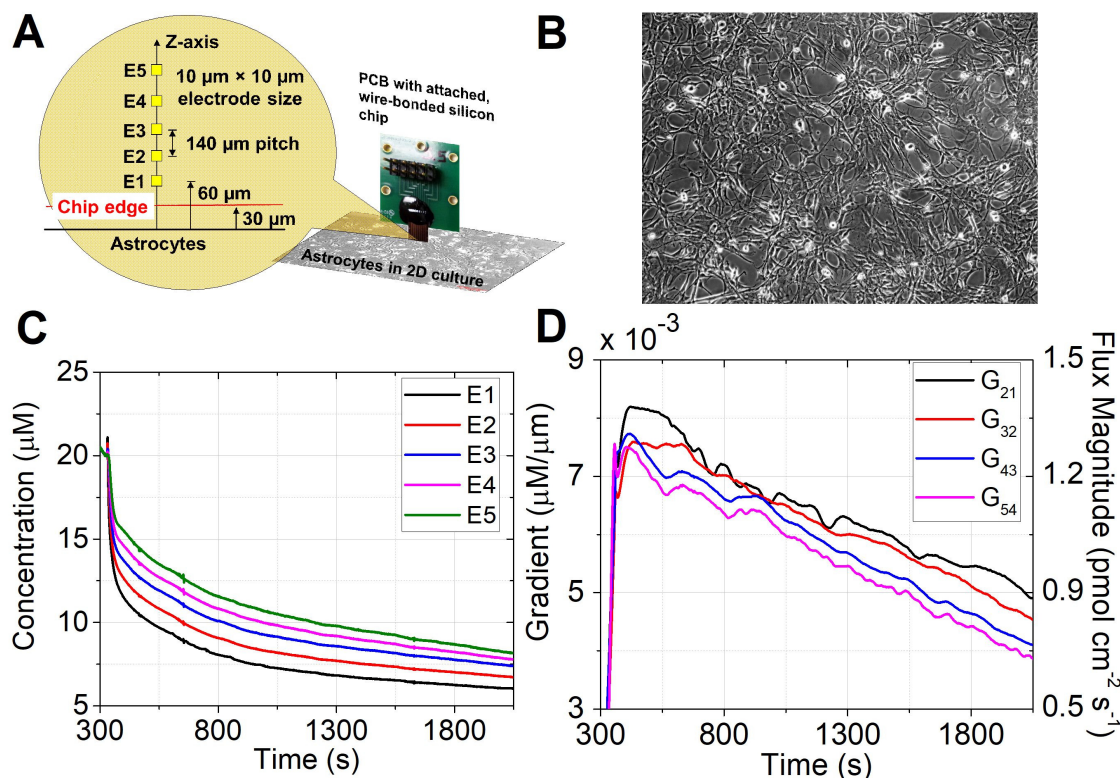 A
Z-axis
E5
10 µm × 10 µm
electrode size
E4
E3
140 µm pitch
E2
E1
60 µm
Chip edge
30 µm
Astrocytes
PCB with attached,
wire-bonded silicon
chip
Astrocytes in 2D culture
B
C
Concentration (μM)
25
20
15
10
5
300 800 1300 1800
Time (s)
E1
E2
E3
E4
E5
D
x 10⁻³
Gradient (μM/μm)
9
7
5
3
300 800 1300 1800
Time (s)
G₂₁
G₃₂
G₄₃
G₅₄
1.5
1.2
0.9
0.5
Flux Magnitude (pmol cm⁻² s⁻¹)